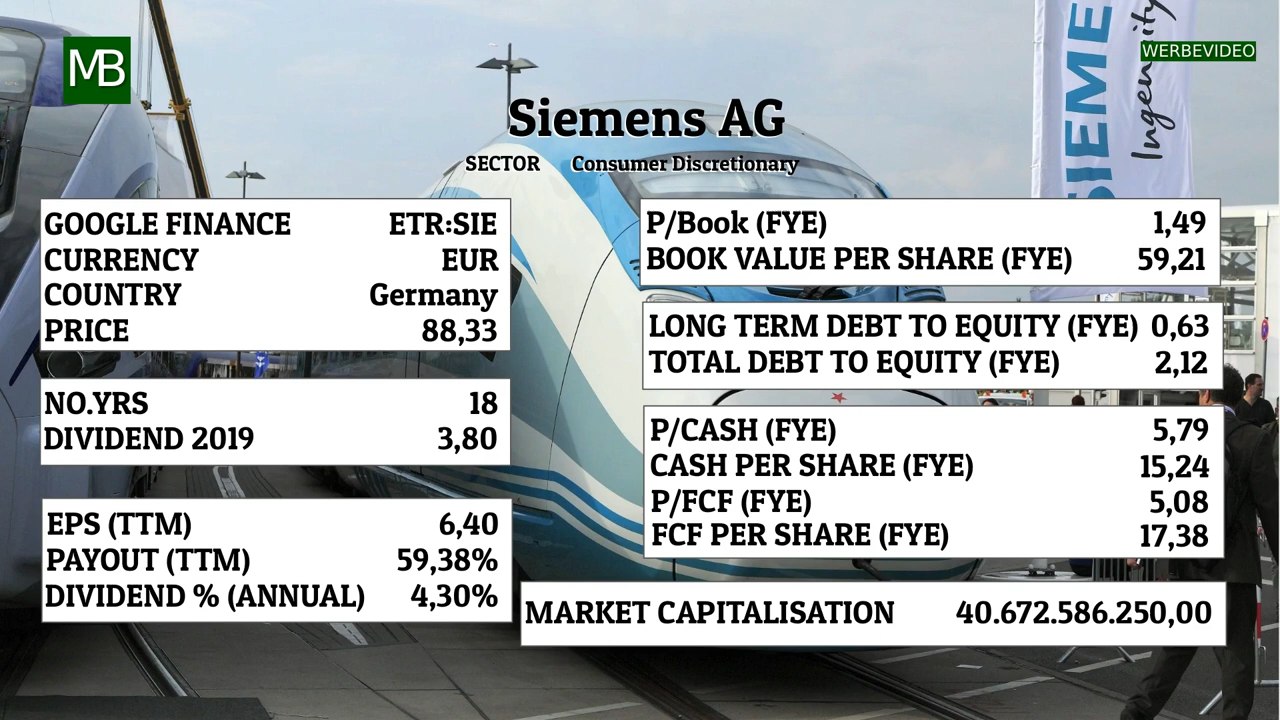 MB
WERBEVIDEO
SIEME
Ingenuity
Siemens AG
SECTOR Consumer Discretionary
GOOGLE FINANCE ETR:SIE
CURRENCY EUR
COUNTRY Germany
PRICE 88,33
NO.YRS 18
DIVIDEND 2019 3,80
EPS (TTM) 6,40
PAYOUT (TTM) 59,38%
DIVIDEND % (ANNUAL) 4,30%
P/Book (FYE) 1,49
BOOK VALUE PER SHARE (FYE) 59,21
LONG TERM DEBT TO EQUITY (FYE) 0,63
TOTAL DEBT TO EQUITY (FYE) 2,12
P/CASH (FYE) 5,79
CASH PER SHARE (FYE) 15,24
P/FCF (FYE) 5,08
FCF PER SHARE (FYE) 17,38
MARKET CAPITALISATION 40.672.586.250,00